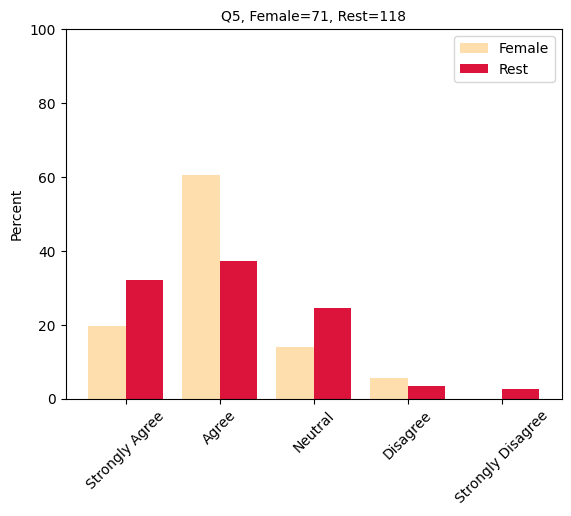 Q5, Female=71, Rest=118
100
80
60
40
20
0
Percent
Female
Rest
Strongly Agree
Agree
Neutral
Disagree
Strongly Disagree